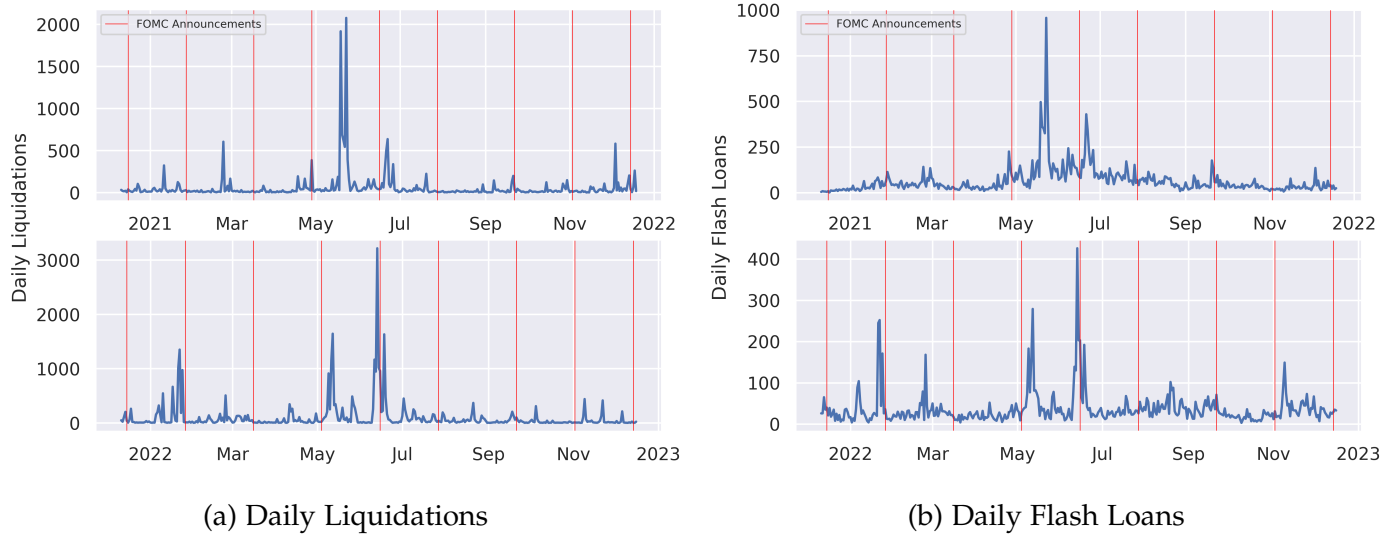 FOMC Announcements
2000
1500
1000
500
0
2021 Mar May Jul Sep Nov 2022
3000
2000
1000
0
2022 Mar May Jul Sep Nov 2023
Daily Liquidations
(a) Daily Liquidations
FOMC Announcements
1000
750
500
250
0
2021 Mar May Jul Sep Nov 2022
400
300
200
100
0
2022 Mar May Jul Sep Nov 2023
Daily Flash Loans
(b) Daily Flash Loans